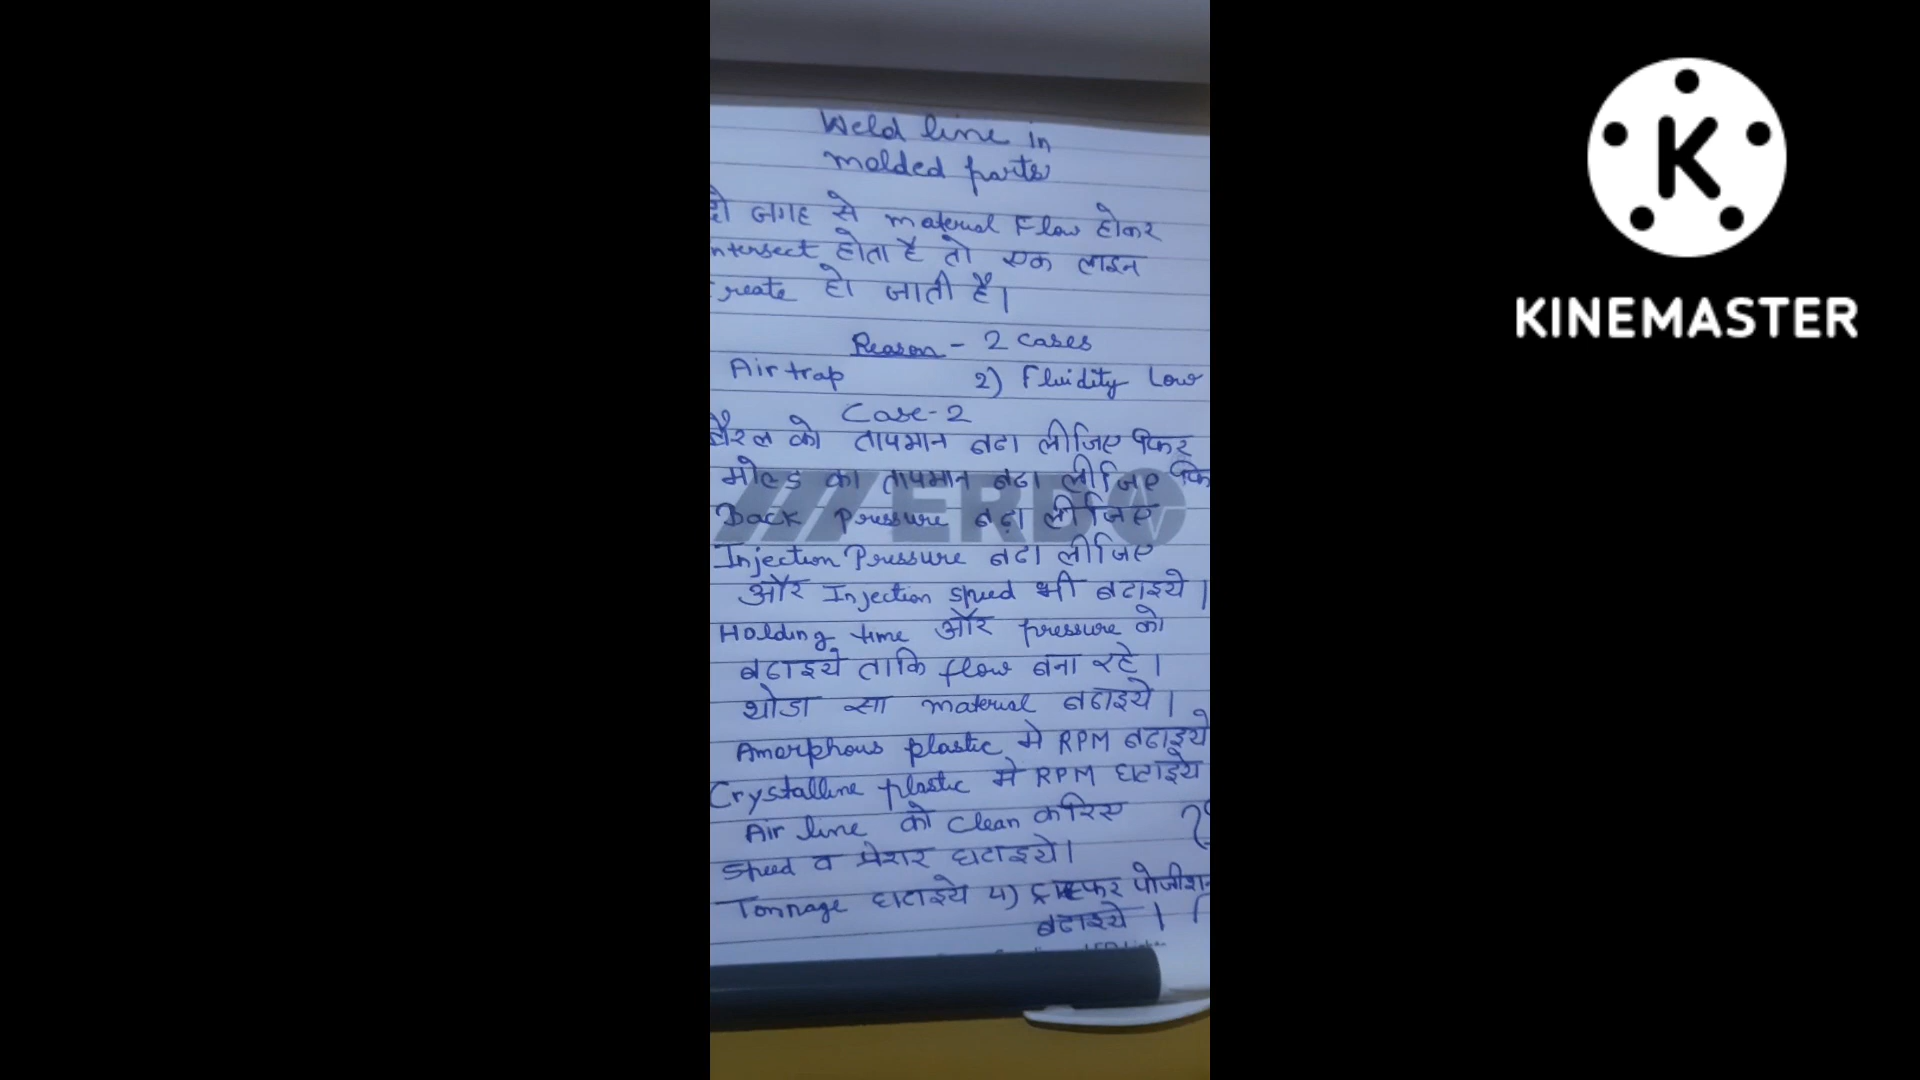 Weld line in
molded parts
दो जगह से material Flow होकर
ntersect होता है तो एक लाइन
reate हो जाती है।
Reason - 2 cases
Air trap 2) Fluidity Low
Case-2
बैरल को तापमान बढा लीजिए फिर
मोल्ड का तापमान बढा लीजिए फि
Back Pressure बढ़ा लीजिए
Injection Pressure बढा लीजिए
और Injection speed भी बढाइये।
Holding time और pressure को
बढाइये ताकि flow बना रहे।
थोडा सा material बढाइये।
Amorphous plastic मे RPM बढाइये
Crystalline plastic मे RPM घटाइये
Air line को clean करिए
speed व प्रेशर घटाइये।
Tonnage घटाइये 4) पोजीशन
बढाइये।
KINEMASTER